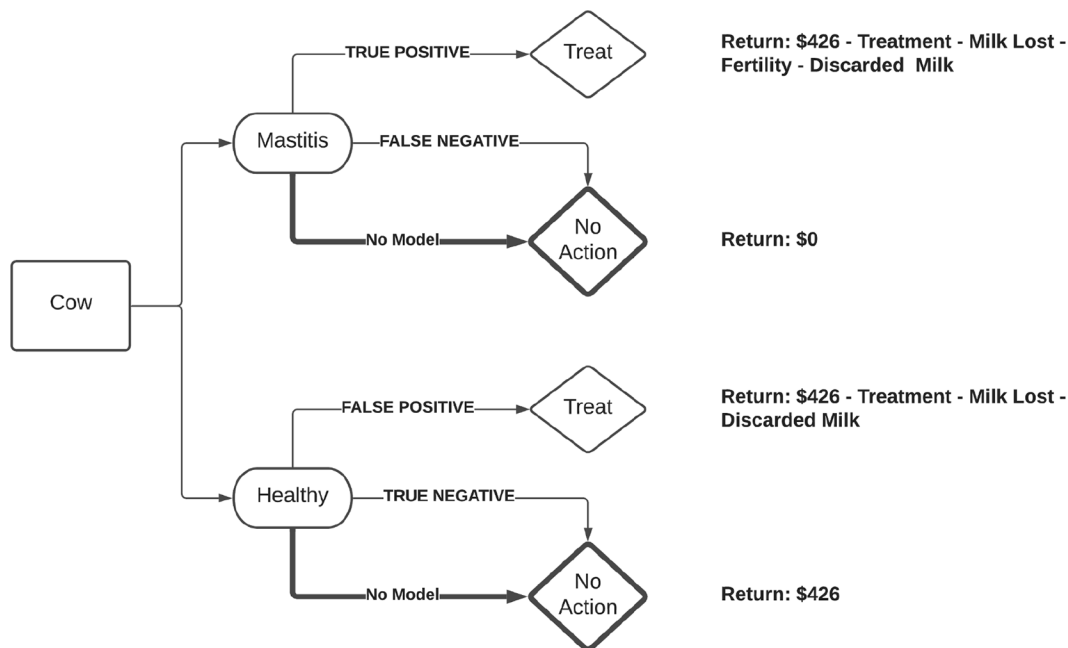 TRUE POSITIVE
Treat
Return: $426 - Treatment - Milk Lost -
Fertility - Discarded Milk
Mastitis
FALSE NEGATIVE
No Model
No
Action
Return: $0
Cow
FALSE POSITIVE
Treat
Return: $426 - Treatment - Milk Lost -
Discarded Milk
Healthy
TRUE NEGATIVE
No Model
No
Action
Return: $426